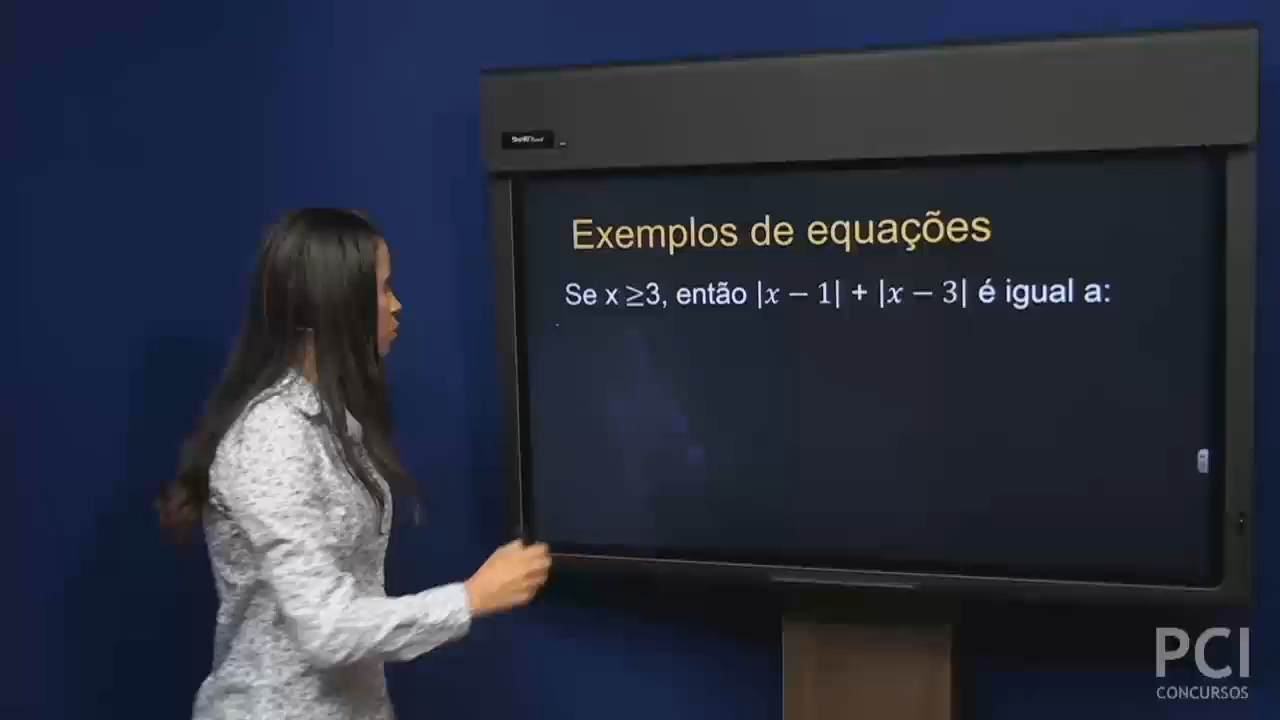 Exemplos de equações
Se x ≥3, então |x − 1| + |x − 3| é igual a:
PCI
CONCURSOS